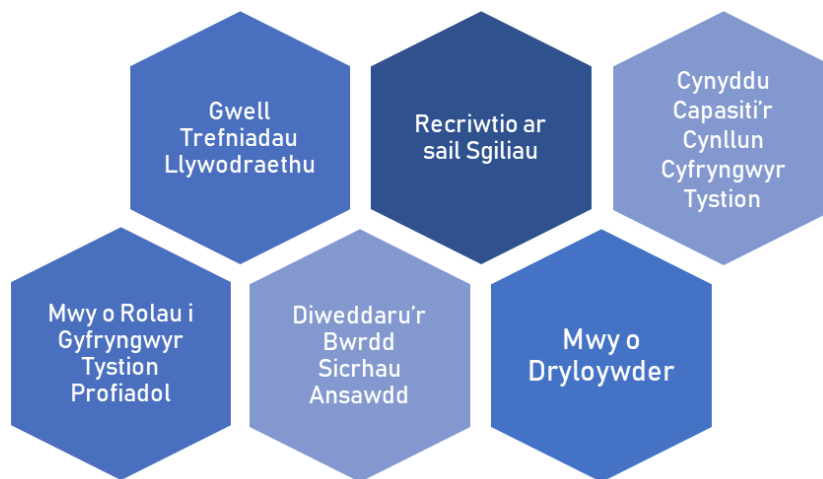 Gwell
Trefniadau
Llywodraethu
Recriwtio ar
sail Sgiliau
Cynyddu
Capasiti'r
Cynllun
Cyfryngwyr
Tystion
Mwy o Rolau i
Gyfryngwyr
Tystion
Profiadol
Diweddaru'r
Bwrdd
Sicrhau
Ansawdd
Mwy o
Dryloywder